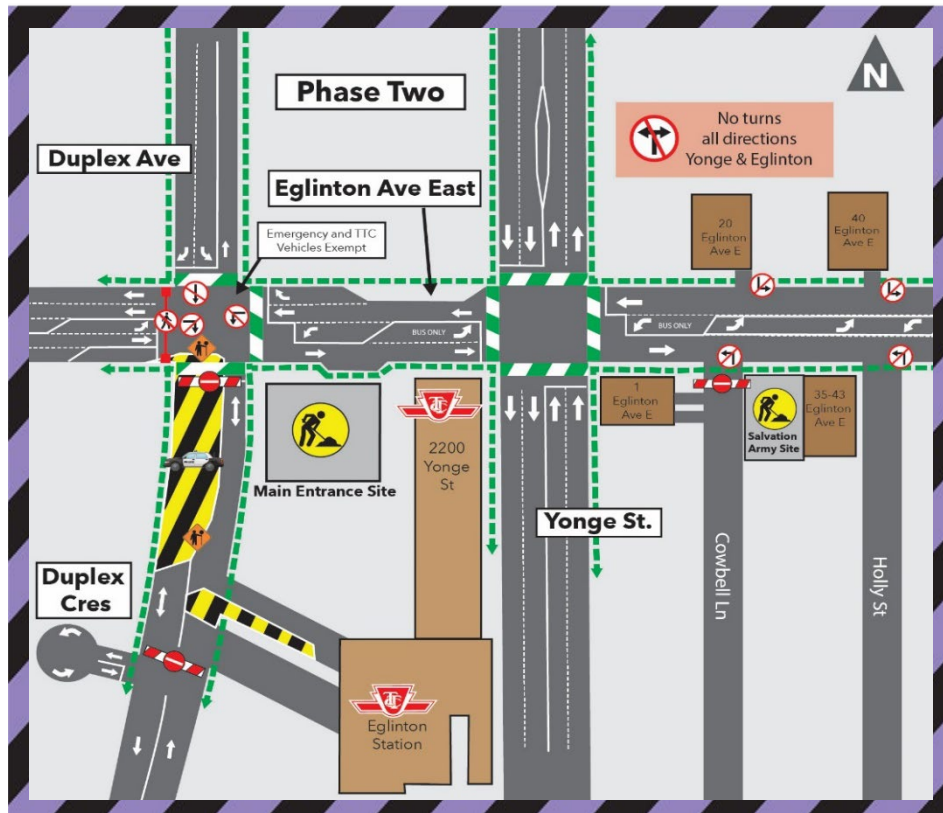 Phase Two
N
No turns
all directions
Yonge & Eglinton
Duplex Ave
Eglinton Ave East
Emergency and TTC
Vehicles Exempt
20
Eglinton
Ave E
40
Eglinton
Ave E
BUS ONLY
BUS ONLY
1
Eglinton
Ave E
Salvation
Army Site
35-43
Eglinton
Ave E
TTC
2200
Yonge
St
Main Entrance Site
Yonge St.
Cowbell Ln
Holly St
Duplex
Cres
TTC
Eglinton
Station